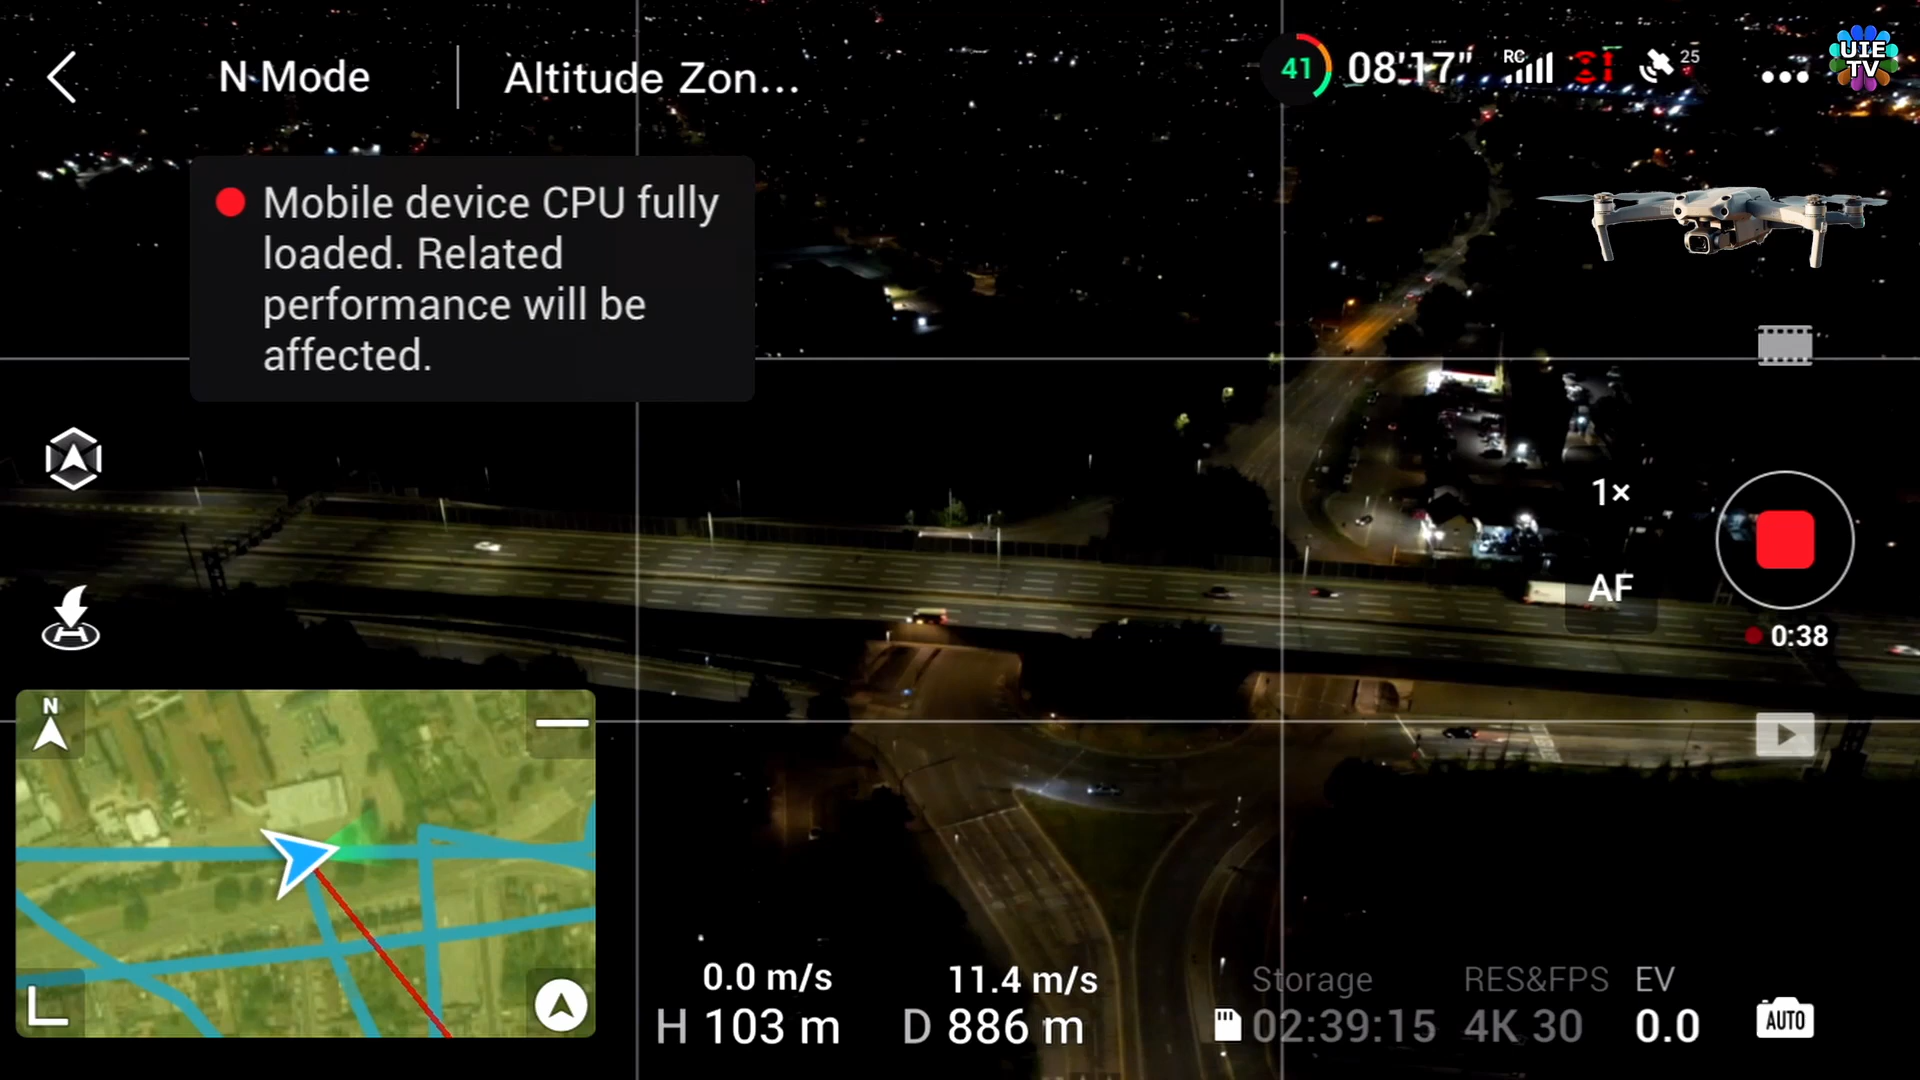 N Mode
Altitude Zon...
41
08'17"
RC
25
UIE
TV
Mobile device CPU fully
loaded. Related
performance will be
affected.
1×
AF
0:38
N
0.0 m/s
11.4 m/s
H 103 m
D 886 m
Storage
02:39:15
RES&FPS
4K 30
EV
0.0
AUTO